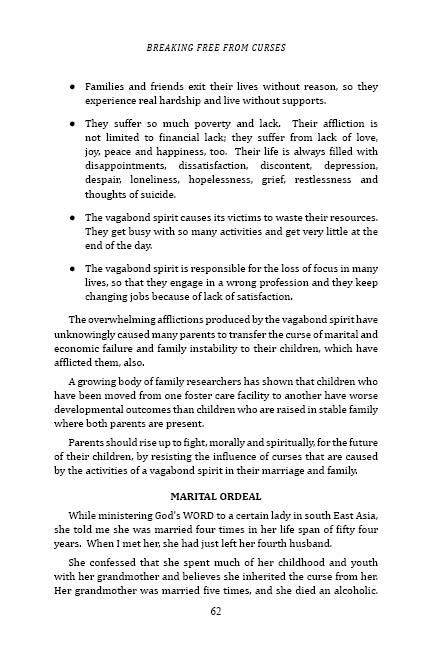 BREAKING FREE FROM CURSES
● Families and friends exit their lives without reason, so they
experience real hardship and live without supports.
● They suffer so much poverty and lack.  Their affliction is
not limited to financial lack; they suffer from lack of love,
joy, peace and happiness, too.  Their life is always filled with
disappointments, dissatisfaction, discontent, depression,
despair, loneliness, hopelessness, grief, restlessness and
thoughts of suicide.
● The vagabond spirit causes its victims to waste their resources.
They get busy with so many activities and get very little at the
end of the day.
● The vagabond spirit is responsible for the loss of focus in many
lives, so that they engage in a wrong profession and they keep
changing jobs because of lack of satisfaction.
The overwhelming afflictions produced by the vagabond spirit have
unknowingly caused many parents to transfer the curse of marital and
economic failure and family instability to their children, which have
afflicted them, also.
A growing body of family researchers has shown that children who
have been moved from one foster care facility to another have worse
developmental outcomes than children who are raised in stable family
where both parents are present.
Parents should rise up to fight, morally and spiritually, for the future
of their children, by resisting the influence of curses that are caused
by the activities of a vagabond spirit in their marriage and family.
MARITAL ORDEAL
While ministering God's WORD to a certain lady in south East Asia,
she told me she was married four times in her life span of fifty four
years.  When I met her, she had just left her fourth husband.
She confessed that she spent much of her childhood and youth
with her grandmother and believes she inherited the curse from her.
Her grandmother was married five times, and she died an alcoholic.
62